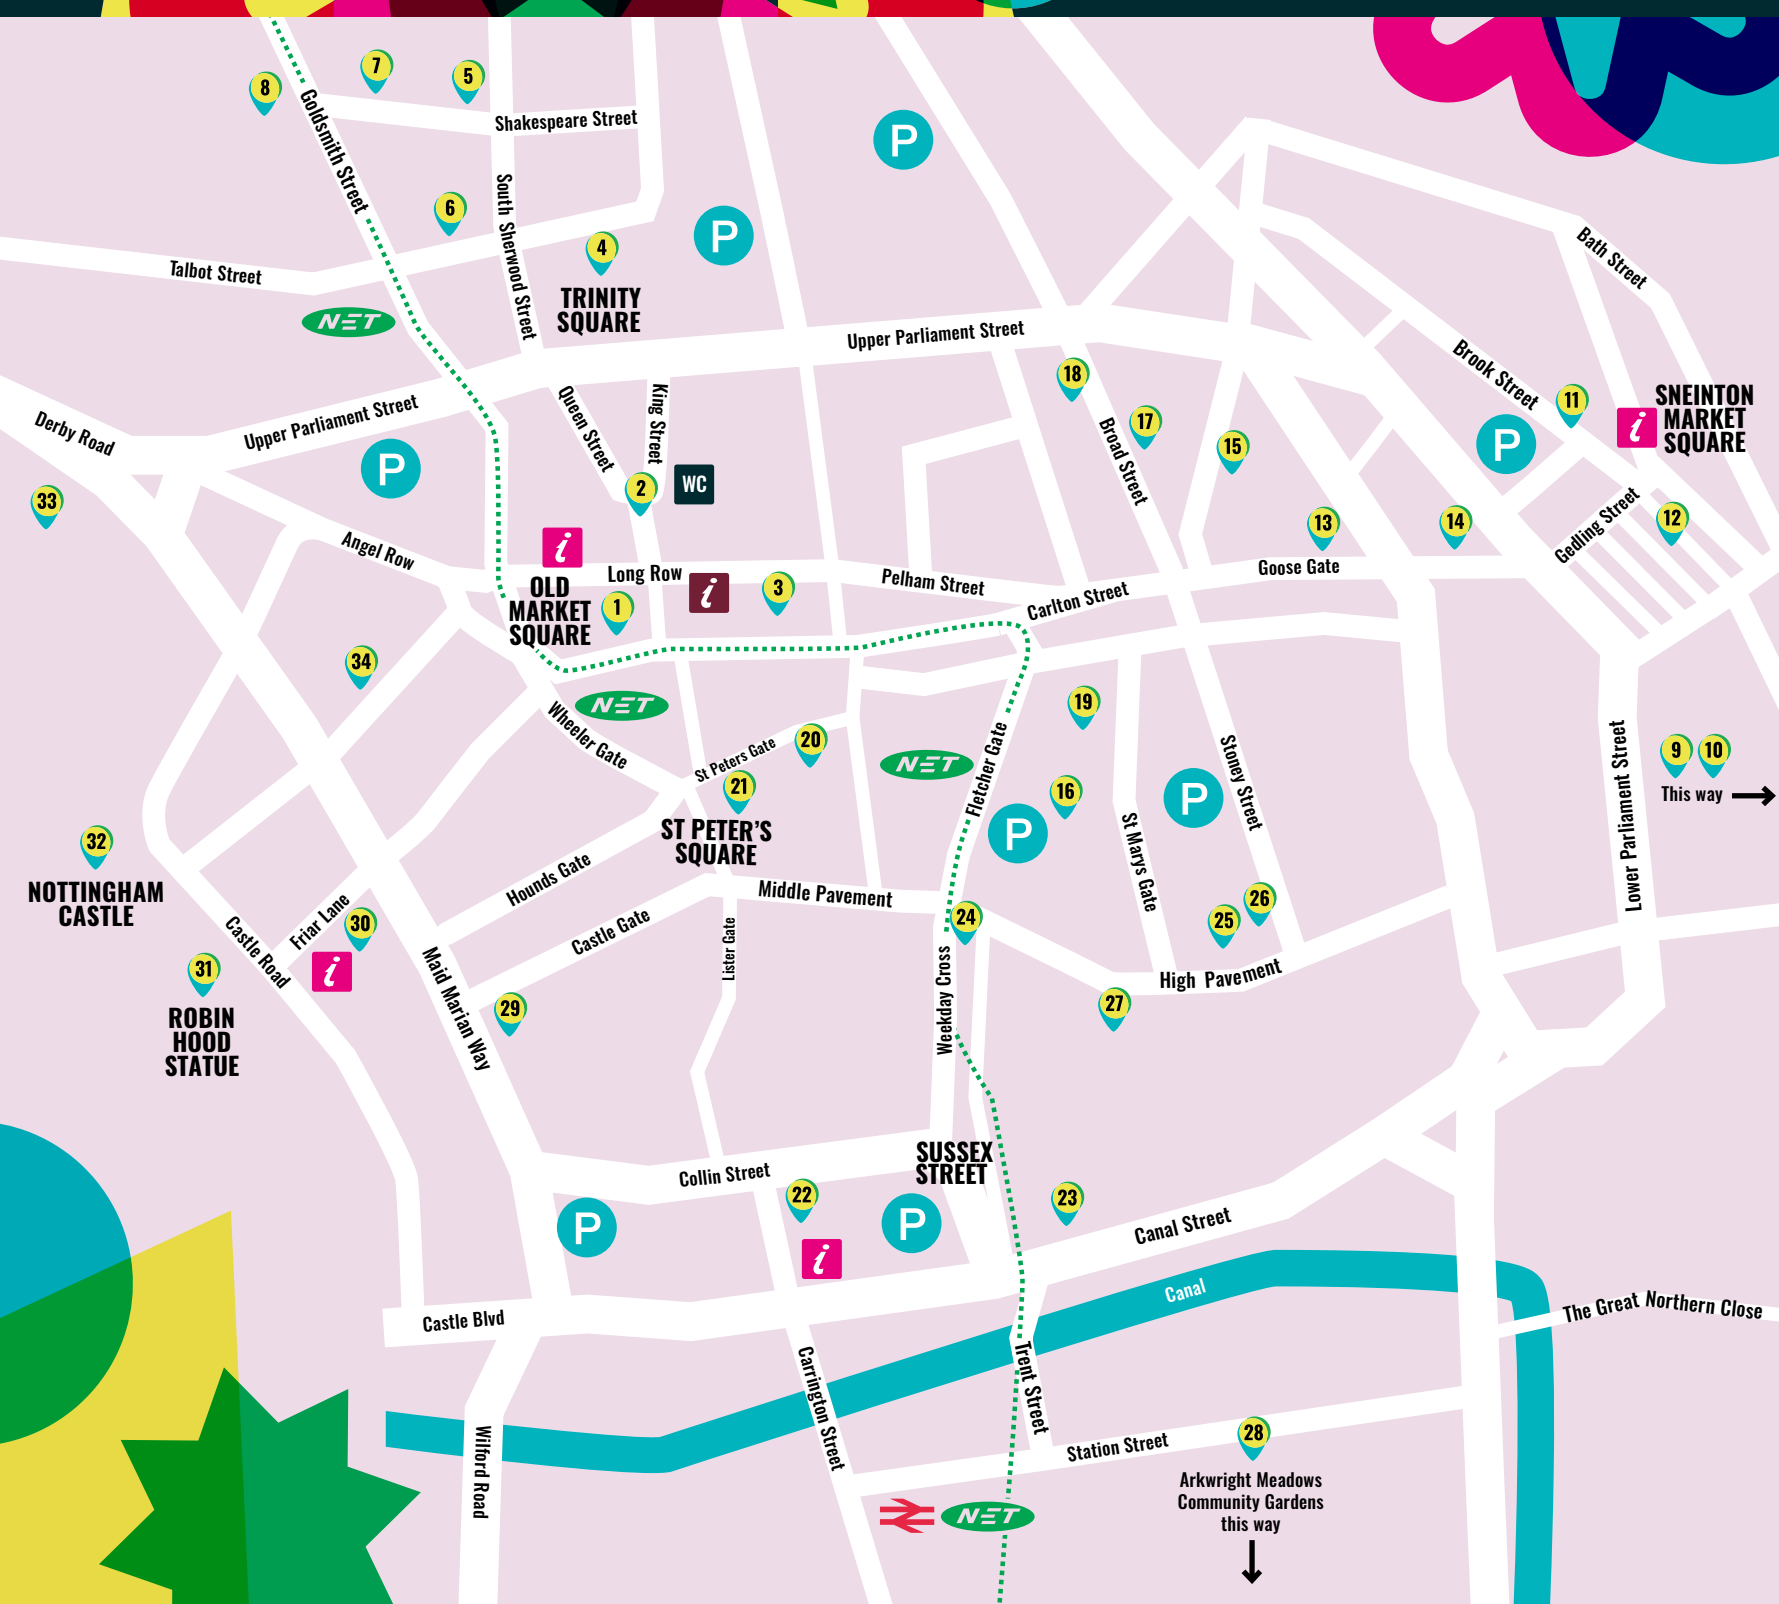 7
5
8
P
Goldsmith Street
Shakespeare Street
6
South Sherwood Street
4
P
Talbot Street
Bath Street
TRINITY
SQUARE
NET
Upper Parliament Street
18
Brook Street
11
SNEINTON
MARKET
SQUARE
i
Derby Road
Upper Parliament Street
Queen Street
King Street
Broad Street
17
15
P
P
33
2
WC
13
14
12
Gedling Street
Angel Row
i
Long Row
i
3
Pelham Street
Carlton Street
Goose Gate
OLD
MARKET
SQUARE
1
34
NET
19
Wheeler Gate
St Peters Gate
20
NET
Fletcher Gate
Stoney Street
Lower Parliament Street
9
10
This way
21
16
P
P
ST PETER'S
SQUARE
St Marys Gate
32
NOTTINGHAM
CASTLE
Hounds Gate
Middle Pavement
26
25
24
Friar Lane
30
Castle Gate
Lister Gate
Castle Road
i
31
Maid Marian Way
Weekday Cross
High Pavement
27
29
ROBIN
HOOD
STATUE
SUSSEX
STREET
Collin Street
22
23
P
P
Canal Street
i
Canal
Castle Blvd
The Great Northern Close
Carrington Street
Trent Street
Wilford Road
Station Street
28
Arkwright Meadows
Community Gardens
this way
NET